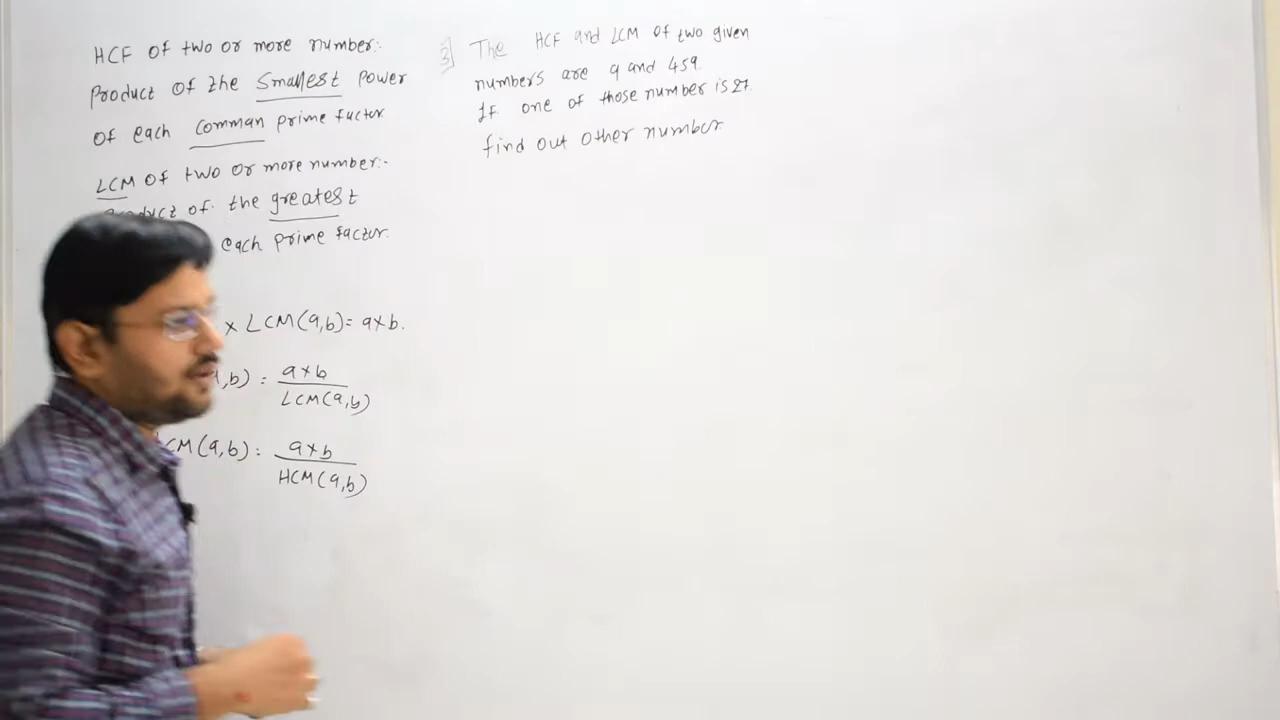 HCF of two or more number:-
Product of the Smallest Power
of each Comman prime factor.
LCM of two or more number:-
of the greatest
each prime factor.
× LCM(a,b)= a×b.
,b) = a×b
LCM(a,b)
CM(a,b) = a×b
HCM(a,b)
3] The HCF and LCM of two given
numbers are 9 and 459.
If one of those number is 27.
find out other number.